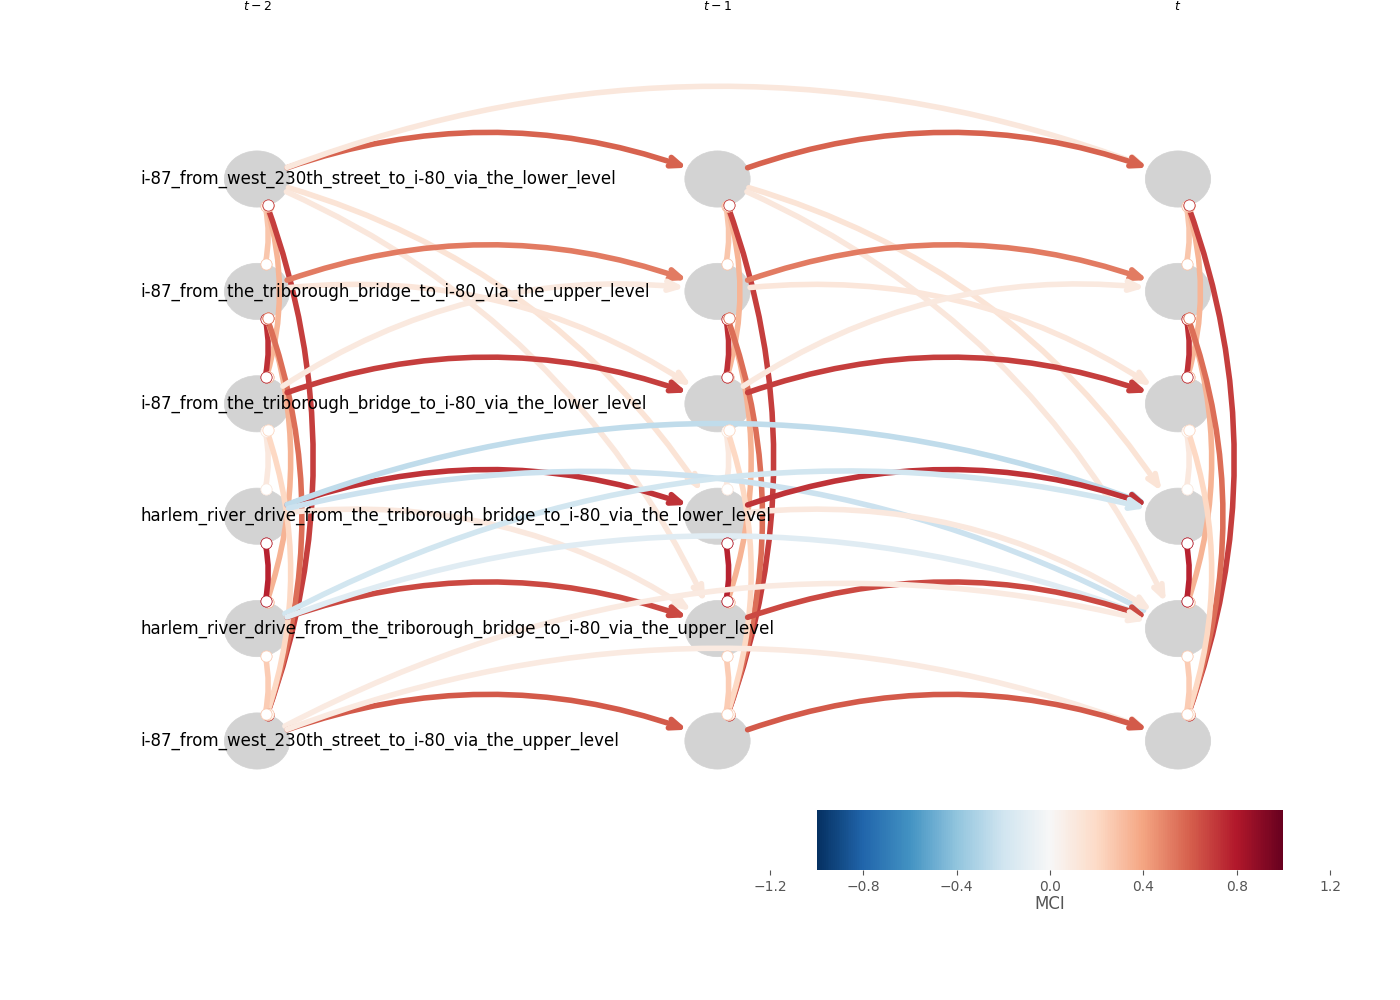 t − 2 t − 1 t
i-87_from_west_230th_street_to_i-80_via_the_lower_level
i-87_from_the_triborough_bridge_to_i-80_via_the_upper_level
i-87_from_the_triborough_bridge_to_i-80_via_the_lower_level
harlem_river_drive_from_the_triborough_bridge_to_i-80_via_the_lower_level
harlem_river_drive_from_the_triborough_bridge_to_i-80_via_the_upper_level
i-87_from_west_230th_street_to_i-80_via_the_upper_level
−1.2 −0.8 −0.4 0.0 0.4 0.8 1.2
MCI